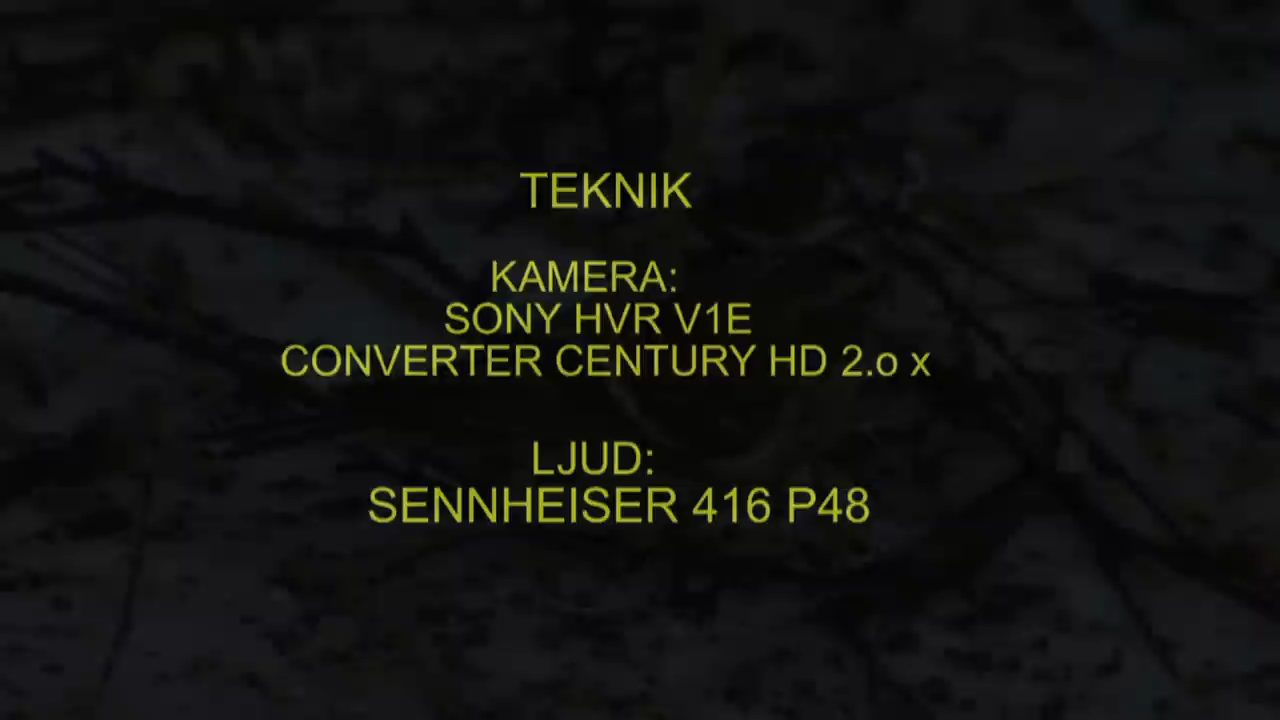 TEKNIK
KAMERA:
SONY HVR V1E
CONVERTER CENTURY HD 2.o x
LJUD:
SENNHEISER 416 P48